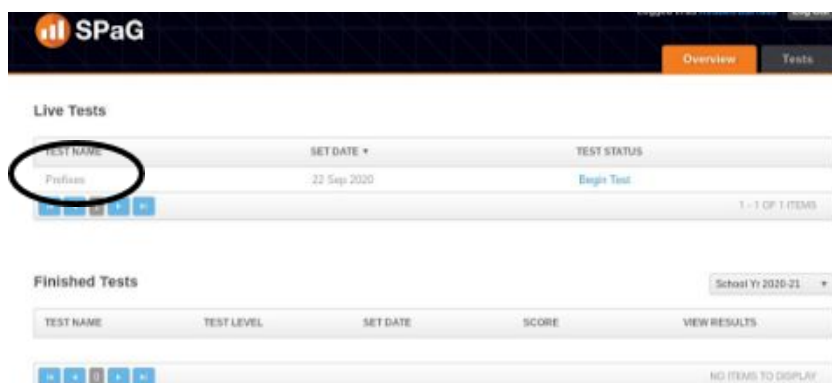 SPaG
Overview Tests
Live Tests
TEST NAME SET DATE TEST STATUS
Prefixes 22 Sep 2020 Begin Test
1 - 1 OF 1 ITEMS
Finished Tests
School Yr 2020-21
TEST NAME TEST LEVEL SET DATE SCORE VIEW RESULTS
0 NO ITEMS TO DISPLAY